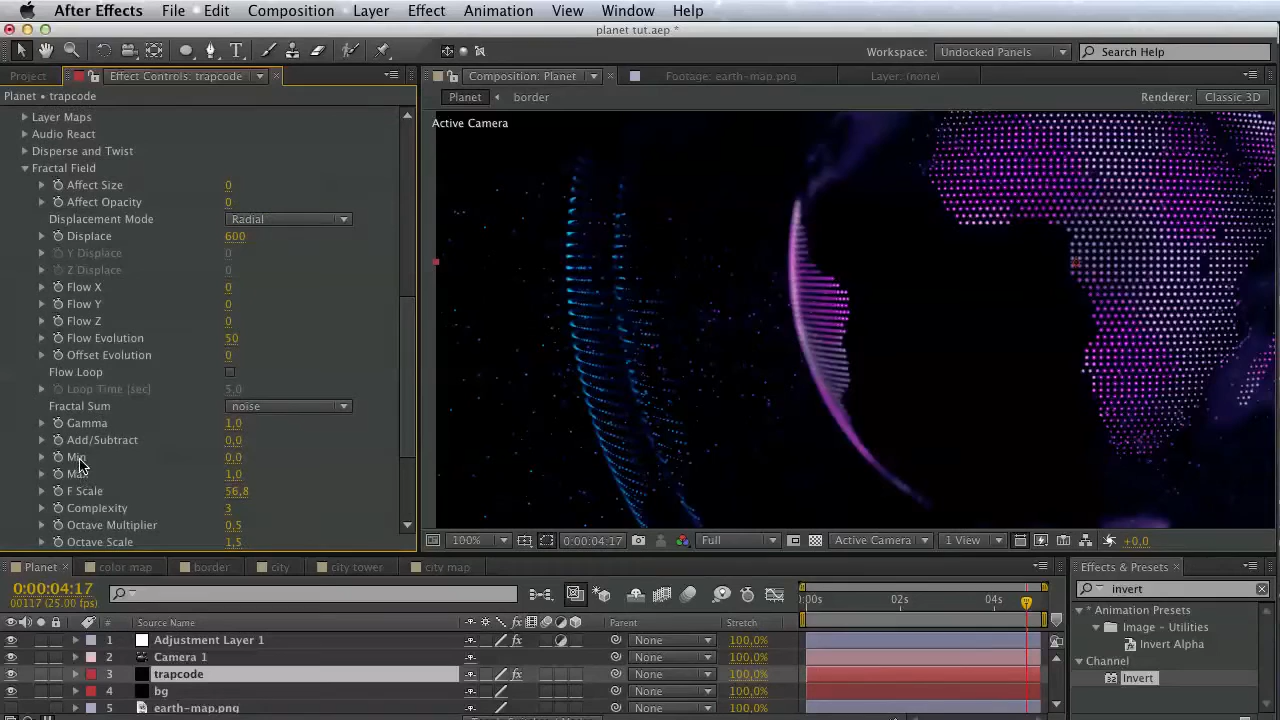 After Effects File Edit Composition Layer Effect Animation View Window Help
planet tut.aep *
Workspace: Undocked Panels Search Help
Project Effect Controls: trapcode Composition: Planet Footage: earth-map.png Layer: (none)
Planet • trapcode Planet border Renderer: Classic 3D
Layer Maps
Active Camera
Audio React
Disperse and Twist
Fractal Field
Affect Size 0
Affect Opacity 0
Displacement Mode Radial
Displace 600
Y Displace 0
Z Displace 0
Flow X 0
Flow Y 0
Flow Z 0
Flow Evolution 50
Offset Evolution 0
Flow Loop
Loop Time [sec] 5,0
Fractal Sum noise
Gamma 1,0
Add/Subtract 0,0
Min 0,0
Max 1,0
F Scale 56,8
Complexity 3
Octave Multiplier 0,5
Octave Scale 1,5
100% 0:00:04:17 Full Active Camera 1 View +0,0
Planet color map border city city tower city map Effects & Presets
0:00:04:17
00117 (25.00 fps)
invert
:00s 02s 04s
* Animation Presets
# Source Name Parent Stretch
Image - Utilities
1 Adjustment Layer 1 fx None 100,0%
Invert Alpha
2 Camera 1 None 100,0%
Channel
3 trapcode fx None 100,0%
Invert
4 bg None 100,0%
5 earth-map.png None 100,0%